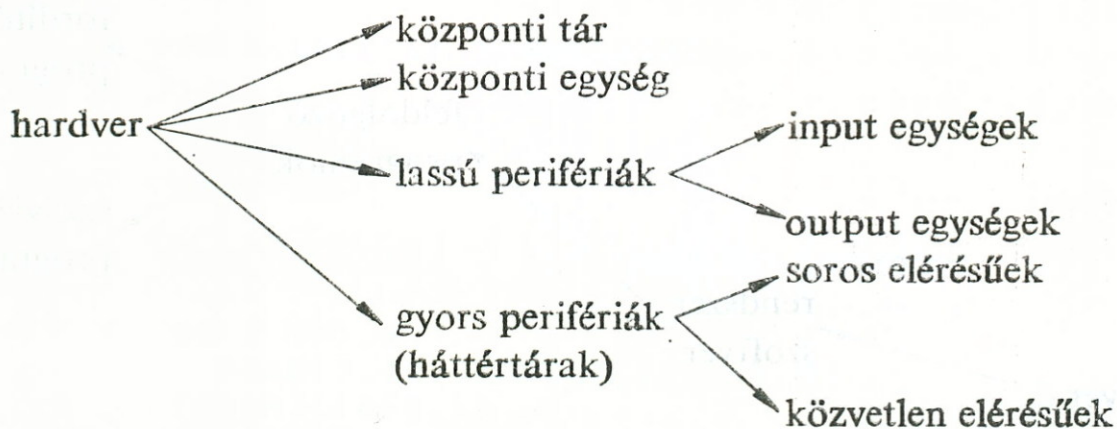 központi tár
központi egység
hardver
input egységek
lassú perifériák
output egységek
soros elérésűek
gyors perifériák
(háttértárak)
közvetlen elérésűek